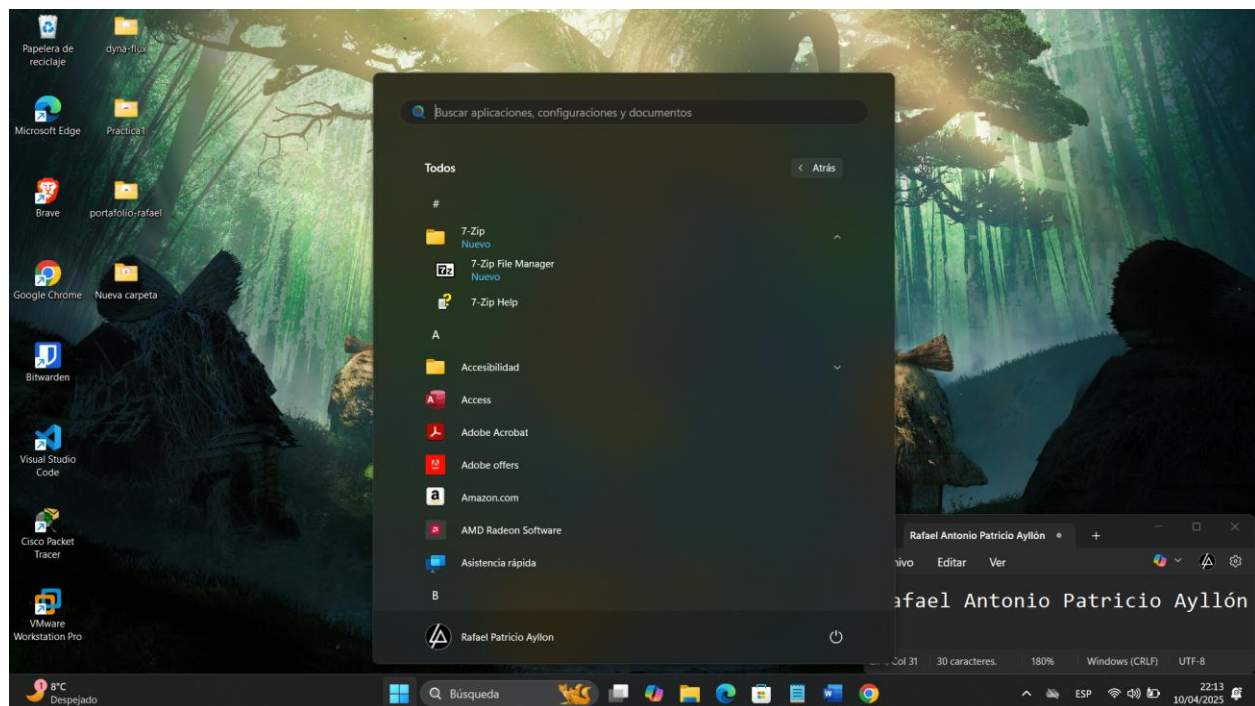 Papelera de
reciclaje
dyna-flux
Microsoft Edge
Practica1
Brave
portafolio-rafael
Google Chrome
Nueva carpeta
Bitwarden
Visual Studio
Code
Cisco Packet
Tracer
VMware
Workstation Pro
Buscar aplicaciones, configuraciones y documentos
Todos
Atrás
#
7-Zip
Nuevo
7-Zip File Manager
Nuevo
7-Zip Help
A
Accesibilidad
Access
Adobe Acrobat
Adobe offers
Amazon.com
AMD Radeon Software
Asistencia rápida
B
Rafael Patricio Ayllon
Rafael Antonio Patricio Ayllón
ivo Editar Ver
afael Antonio Patricio Ayllón
Col 31 30 caracteres. 180% Windows (CRLF) UTF-8
1
8°C
Despejado
Búsqueda
ESP
22:13
10/04/2025